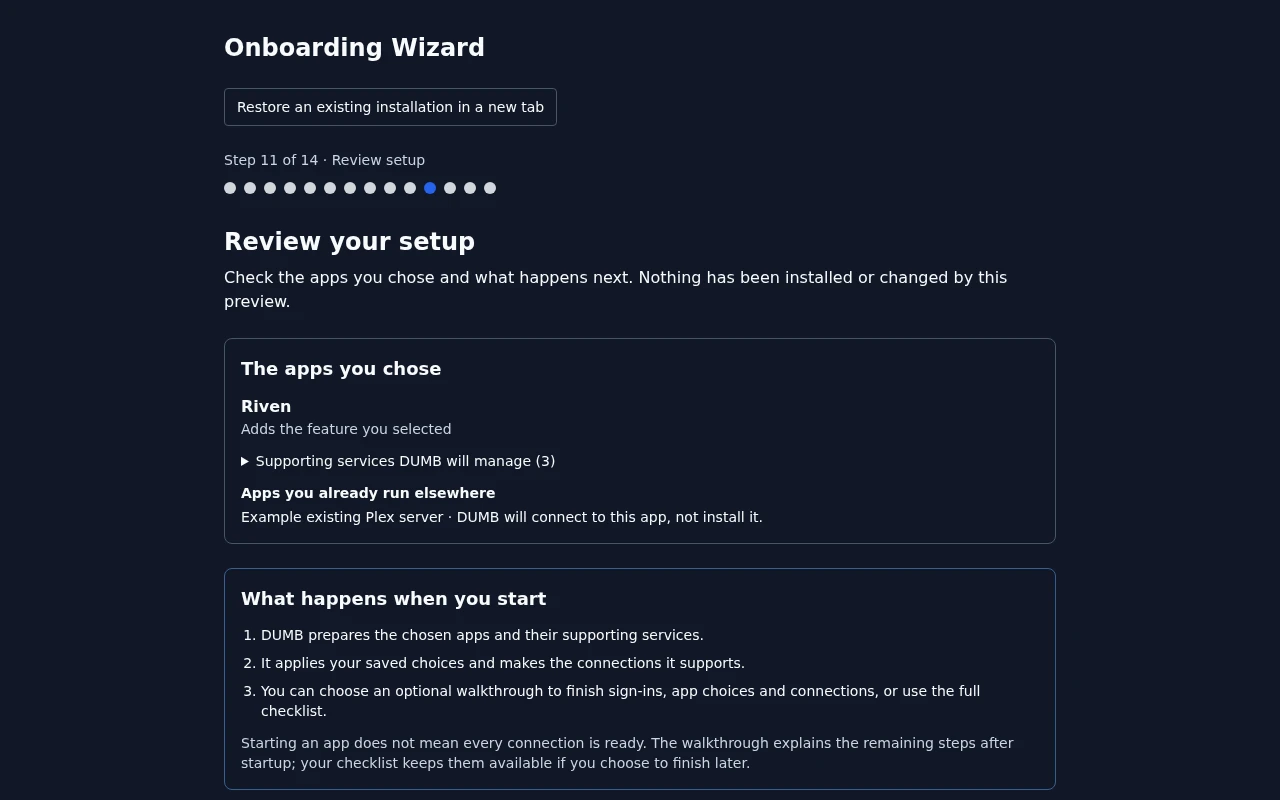 Onboarding Wizard
Restore an existing installation in a new tab
Step 11 of 14 · Review setup
Review your setup
Check the apps you chose and what happens next. Nothing has been installed or changed by this
preview.
The apps you chose
Riven
Adds the feature you selected
Supporting services DUMB will manage (3)
Apps you already run elsewhere
Example existing Plex server · DUMB will connect to this app, not install it.
What happens when you start
1. DUMB prepares the chosen apps and their supporting services.
2. It applies your saved choices and makes the connections it supports.
3. You can choose an optional walkthrough to finish sign-ins, app choices and connections, or use the full
checklist.
Starting an app does not mean every connection is ready. The walkthrough explains the remaining steps after
startup; your checklist keeps them available if you choose to finish later.